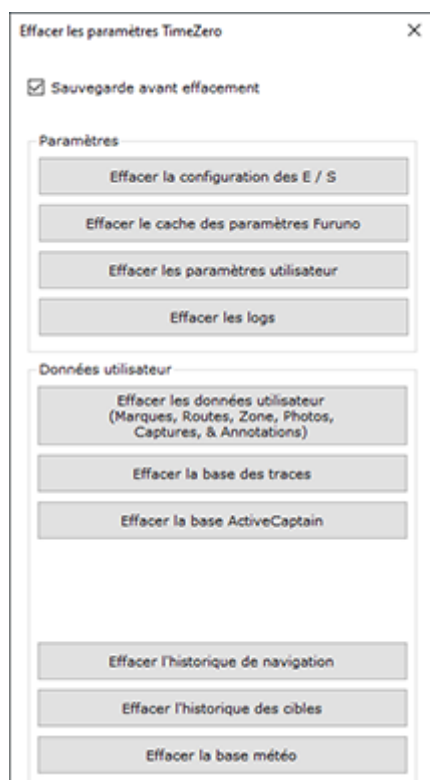 Effacer les paramètres TimeZero
Sauvegarde avant effacement
Paramètres
Effacer la configuration des E / S
Effacer le cache des paramètres Furuno
Effacer les paramètres utilisateur
Effacer les logs
Données utilisateur
Effacer les données utilisateur
(Marques, Routes, Zone, Photos,
Captures, & Annotations)
Effacer la base des traces
Effacer la base ActiveCaptain
Effacer l'historique de navigation
Effacer l'historique des cibles
Effacer la base météo